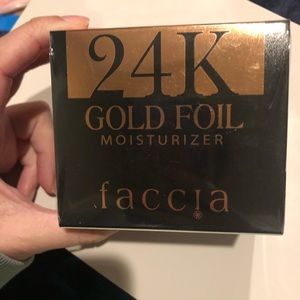 24K
GOLD FOIL
MOISTURIZER
faccia®